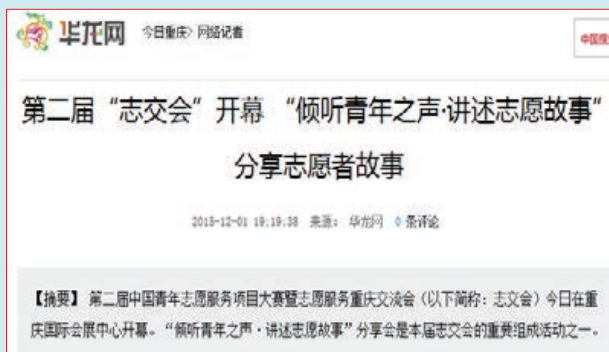 华龙网 今日重庆> 网络记者
第二届“志交会”开幕 “倾听青年之声·讲述志愿故事”
分享志愿者故事
2015-12-01 19:19:38 来源： 华龙网 0 条评论
【摘要】 第二届中国青年志愿服务项目大赛暨志愿服务重庆交流会（以下简称：志交会）今日在重
庆国际会展中心开幕。“倾听青年之声·讲述志愿故事”分享会是本届志交会的重要组成活动之一。